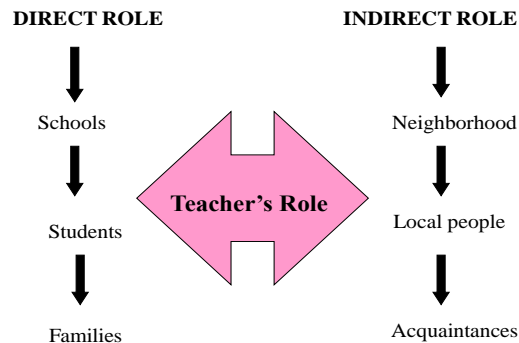 DIRECT ROLE
Schools
Students
Families
Teacher's Role
INDIRECT ROLE
Neighborhood
Local people
Acquaintances